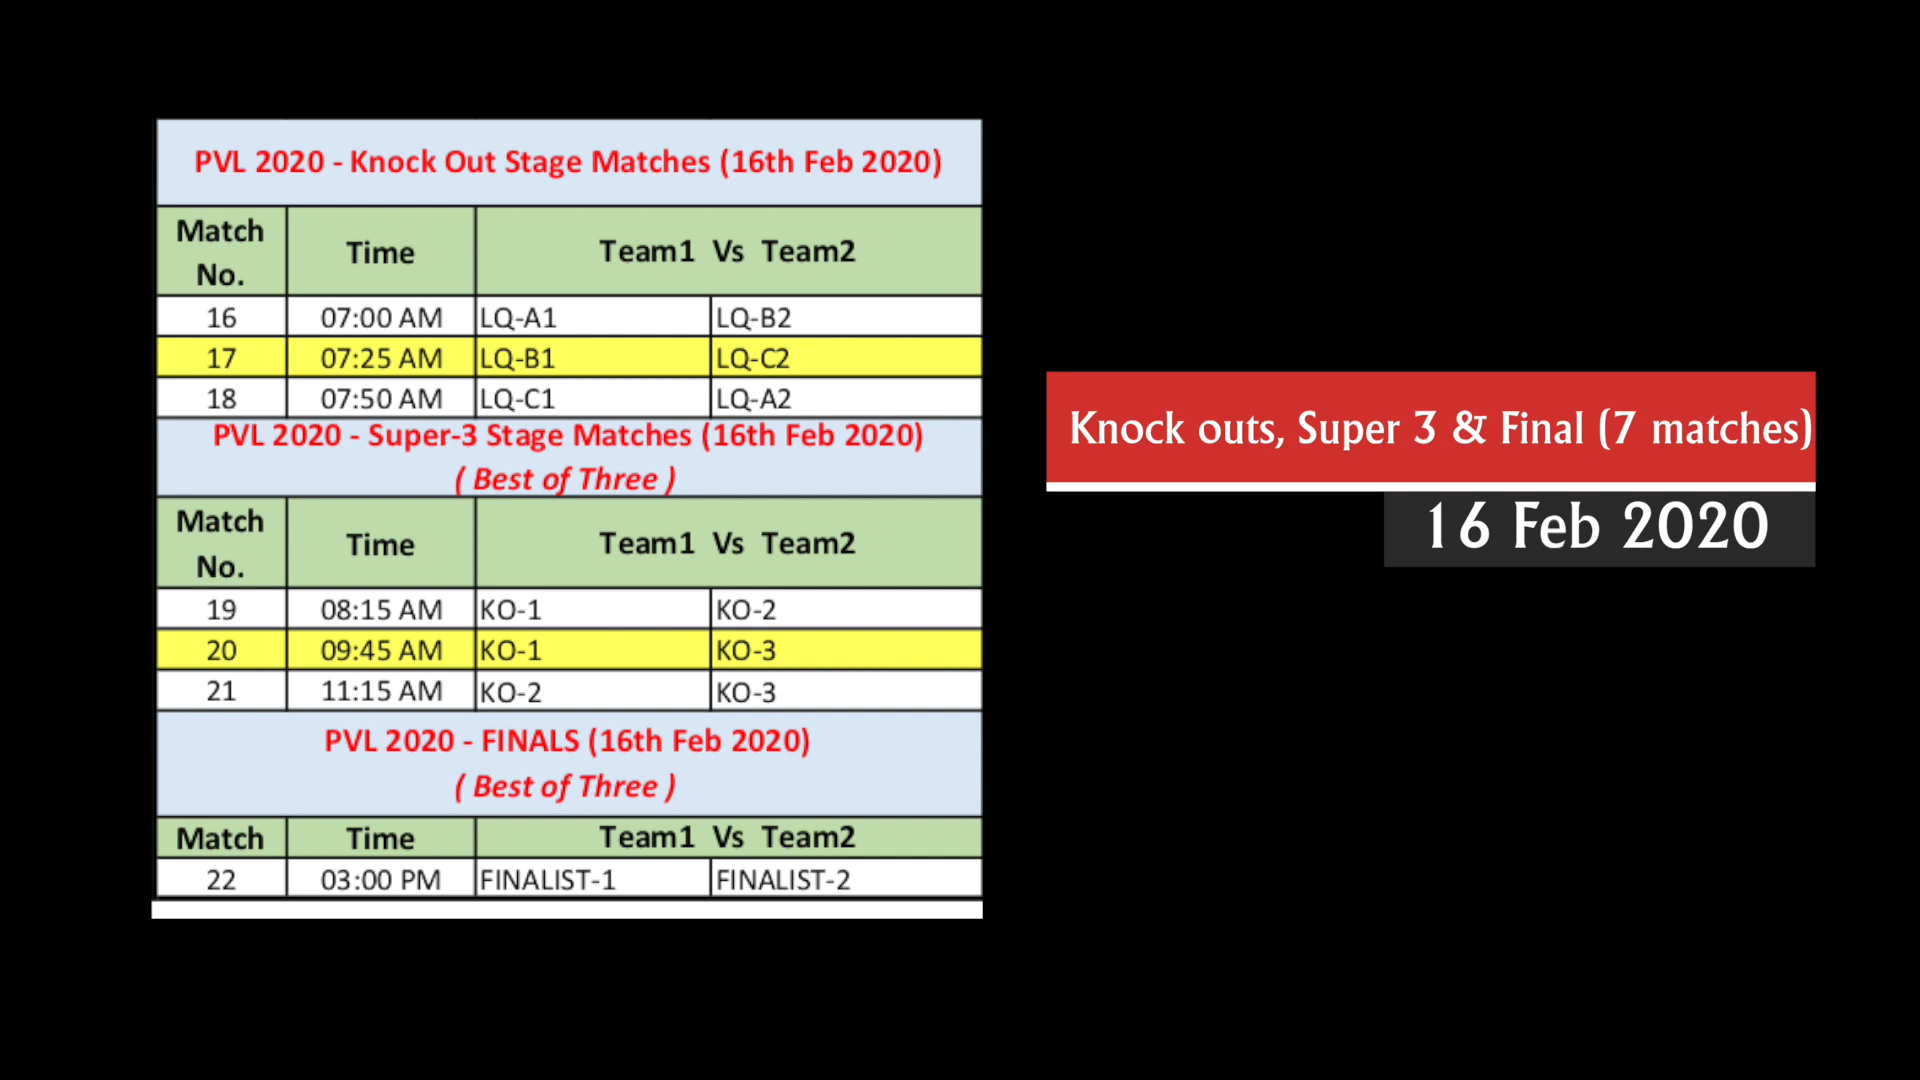 PVL 2020 - Knock Out Stage Matches (16th Feb 2020)
Match No. Time Team1 Vs Team2
16 07:00 AM LQ-A1 LQ-B2
17 07:25 AM LQ-B1 LQ-C2
18 07:50 AM LQ-C1 LQ-A2
PVL 2020 - Super-3 Stage Matches (16th Feb 2020)
( Best of Three )
Match No. Time Team1 Vs Team2
19 08:15 AM KO-1 KO-2
20 09:45 AM KO-1 KO-3
21 11:15 AM KO-2 KO-3
PVL 2020 - FINALS (16th Feb 2020)
( Best of Three )
Match Time Team1 Vs Team2
22 03:00 PM FINALIST-1 FINALIST-2
Knock outs, Super 3 & Final (7 matches)
16 Feb 2020